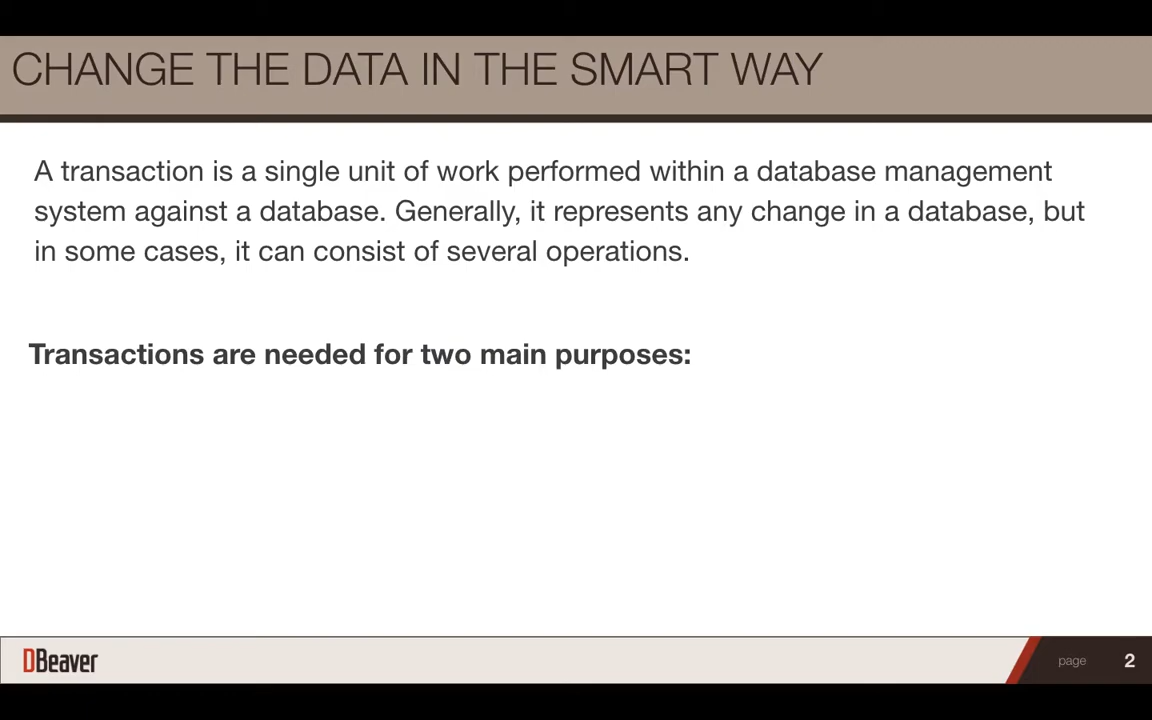 CHANGE THE DATA IN THE SMART WAY
A transaction is a single unit of work performed within a database management
system against a database. Generally, it represents any change in a database, but
in some cases, it can consist of several operations.
Transactions are needed for two main purposes:
DBeaver
page 2